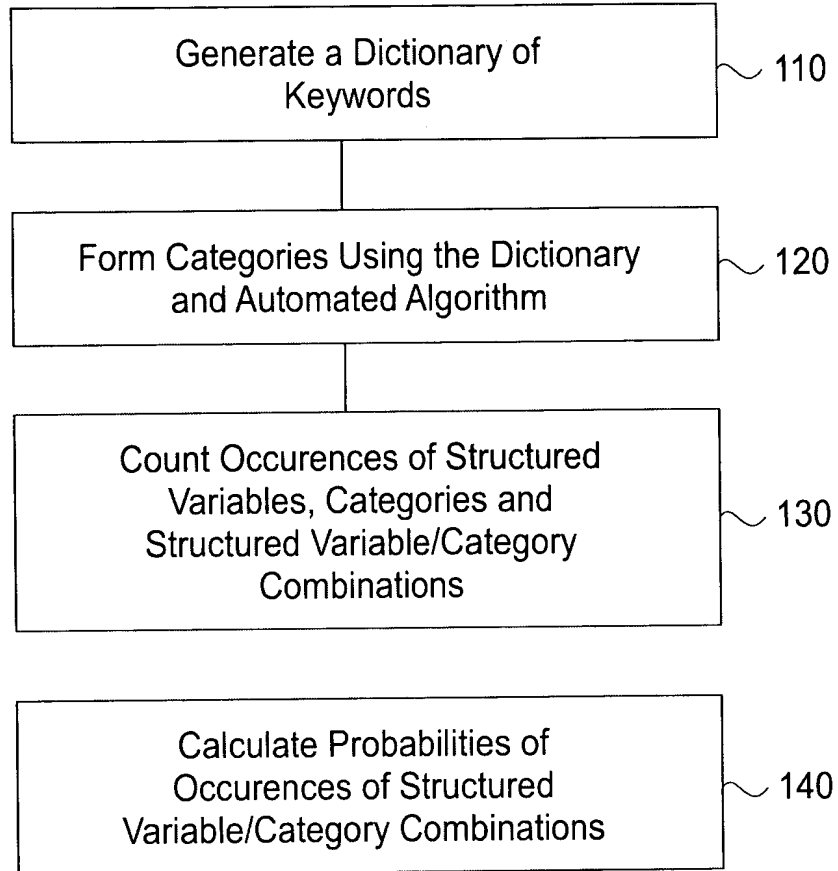 Generate a Dictionary of
Keywords
110
Form Categories Using the Dictionary
and Automated Algorithm
120
Count Occurences of Structured
Variables, Categories and
Structured Variable/Category
Combinations
130
Calculate Probabilities of
Occurences of Structured
Variable/Category Combinations
140